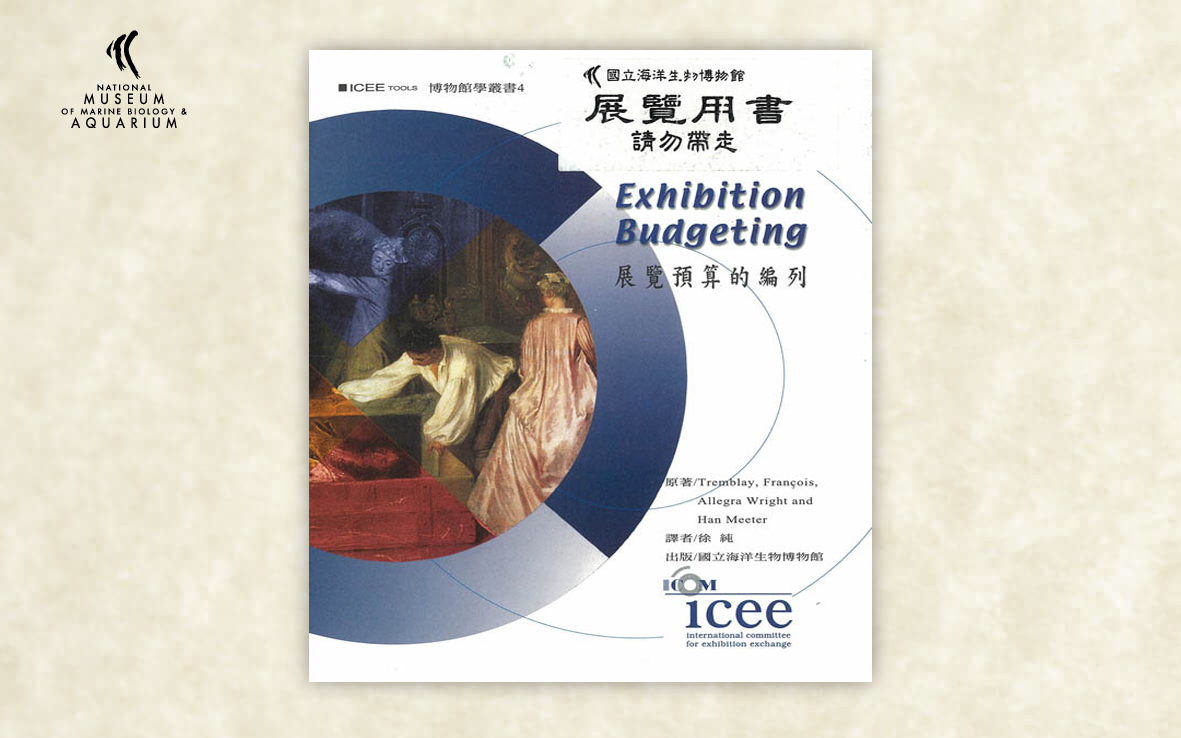 NATIONAL
MUSEUM
OF MARINE BIOLOGY &
AQUARIUM
ICEE TOOLS 博物館學叢書4
國立海洋生物博物館
展覽用書
請勿帶走
Exhibition
Budgeting
展覽預算的編列
原著/Tremblay, François,
Allegra Wright and
Han Meeter
譯者/徐 純
出版/國立海洋生物博物館
ICOM
icee
international committee
for exhibition exchange